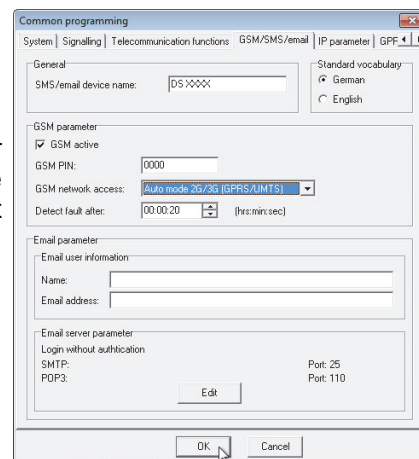 Common programming
System Signalling Telecommunication functions GSM/SMS/email IP parameter GPF
General
SMS/email device name: DS XXXX
Standard vocabulary
German
English
GSM parameter
GSM active
GSM PIN: 0000
GSM network access: Auto mode 2G/3G (GPRS/UMTS)
Detect fault after: 00:00:20 (hrs:min:sec)
Email parameter
Email user information
Name:
Email address:
Email server parameter
Login without authtication
SMTP: Port: 25
POP3: Port: 110
Edit
OK Cancel